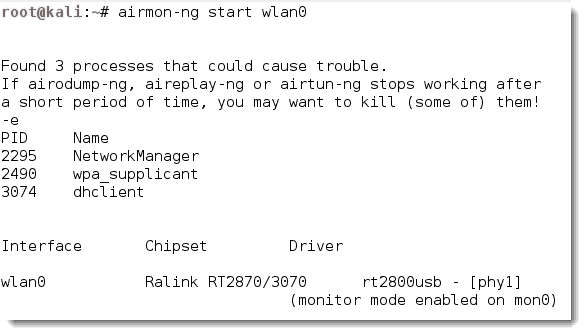 root@kali:~# airmon-ng start wlan0
Found 3 processes that could cause trouble.
If airodump-ng, aireplay-ng or airtun-ng stops working after
a short period of time, you may want to kill (some of) them!
-e
PID     Name
2295    NetworkManager
2490    wpa_supplicant
3074    dhclient
Interface       Chipset         Driver
wlan0           Ralink RT2870/3070      rt2800usb - [phy1]
                                (monitor mode enabled on mon0)